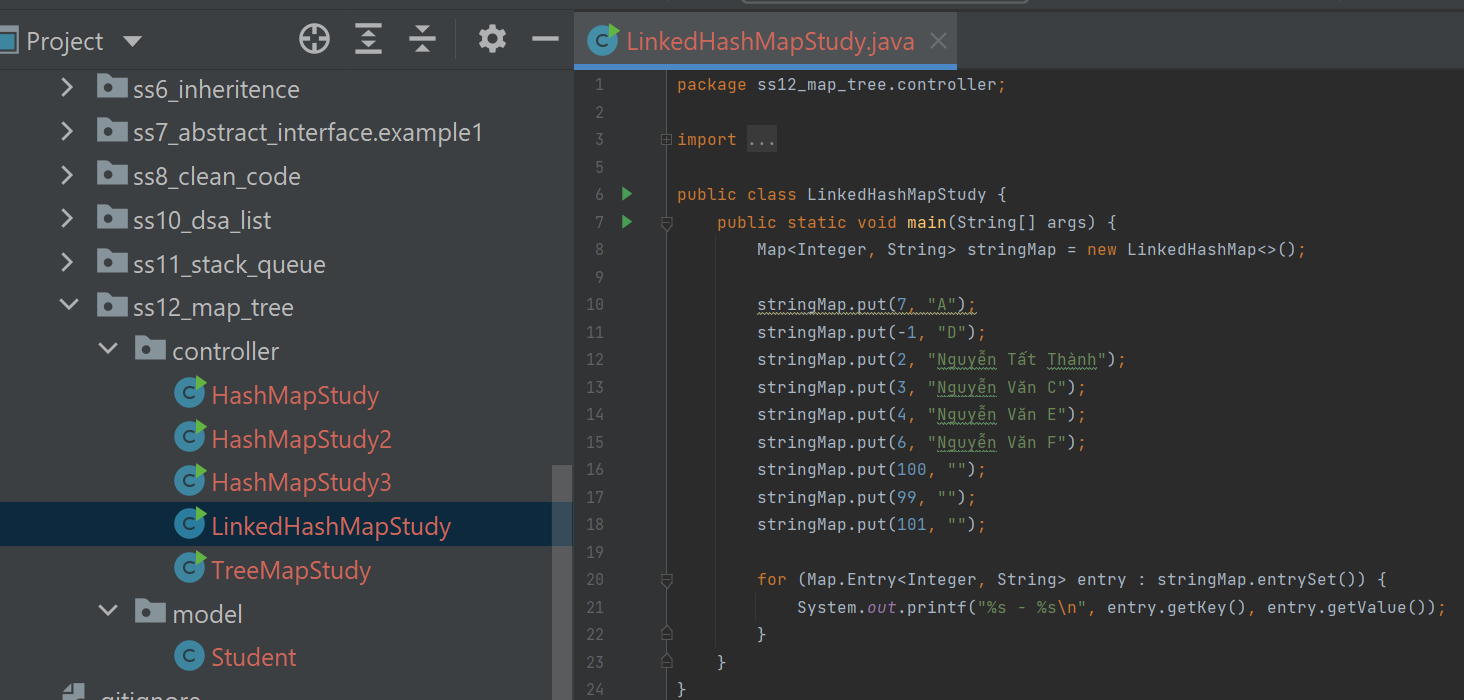 Project
ss6_inheritence
ss7_abstract_interface.example1
ss8_clean_code
ss10_dsa_list
ss11_stack_queue
ss12_map_tree
controller
HashMapStudy
HashMapStudy2
HashMapStudy3
LinkedHashMapStudy
TreeMapStudy
model
Student
.gitignore
LinkedHashMapStudy.java
1 package ss12_map_tree.controller;
2
3 import ...
5
6 public class LinkedHashMapStudy {
7 public static void main(String[] args) {
8 Map<Integer, String> stringMap = new LinkedHashMap<>();
9
10 stringMap.put(7, "A");
11 stringMap.put(-1, "D");
12 stringMap.put(2, "Nguyễn Tất Thành");
13 stringMap.put(3, "Nguyễn Văn C");
14 stringMap.put(4, "Nguyễn Văn E");
15 stringMap.put(6, "Nguyễn Văn F");
16 stringMap.put(100, "");
17 stringMap.put(99, "");
18 stringMap.put(101, "");
19
20 for (Map.Entry<Integer, String> entry : stringMap.entrySet()) {
21 System.out.printf("%s - %s\n", entry.getKey(), entry.getValue());
22 }
23 }
24 }